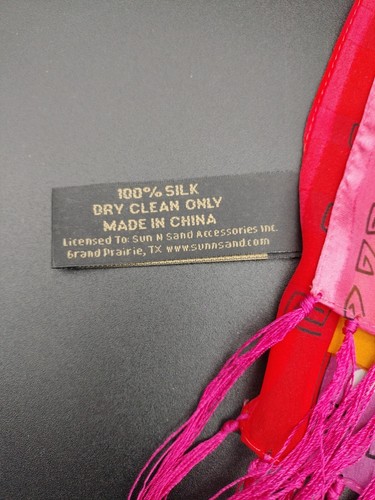 100% SILK
DRY CLEAN ONLY
MADE IN CHINA
Licensed To: Sun N Sand Accessories Inc.
Grand Prairie, TX www.sunnsand.com